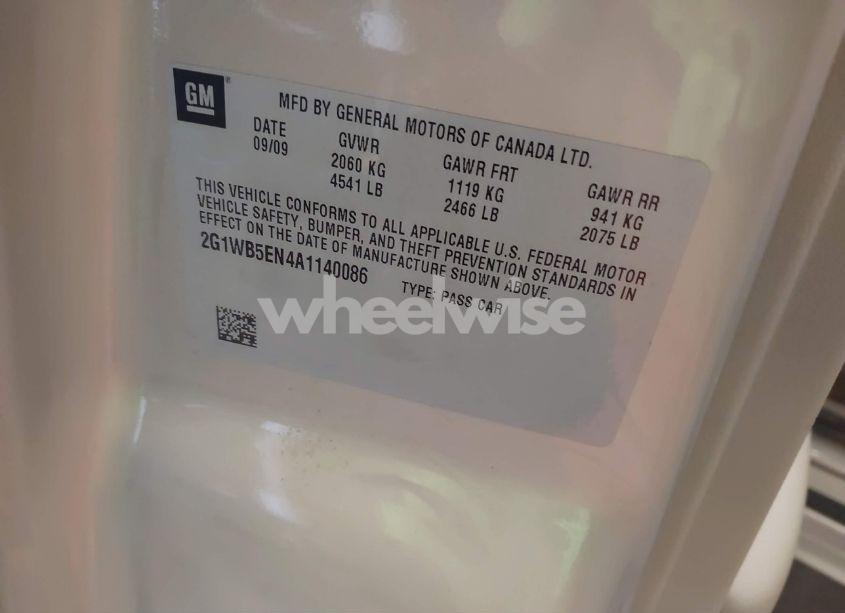 GM
MFD BY GENERAL MOTORS OF CANADA LTD.
DATE GVWR GAWR FRT GAWR RR
09/09 2060 KG 1119 KG 941 KG
4541 LB 2466 LB 2075 LB
THIS VEHICLE CONFORMS TO ALL APPLICABLE U.S. FEDERAL MOTOR
VEHICLE SAFETY, BUMPER, AND THEFT PREVENTION STANDARDS IN
EFFECT ON THE DATE OF MANUFACTURE SHOWN ABOVE.
2G1WB5EN4A1140086 TYPE: PASS CAR
wheelwise